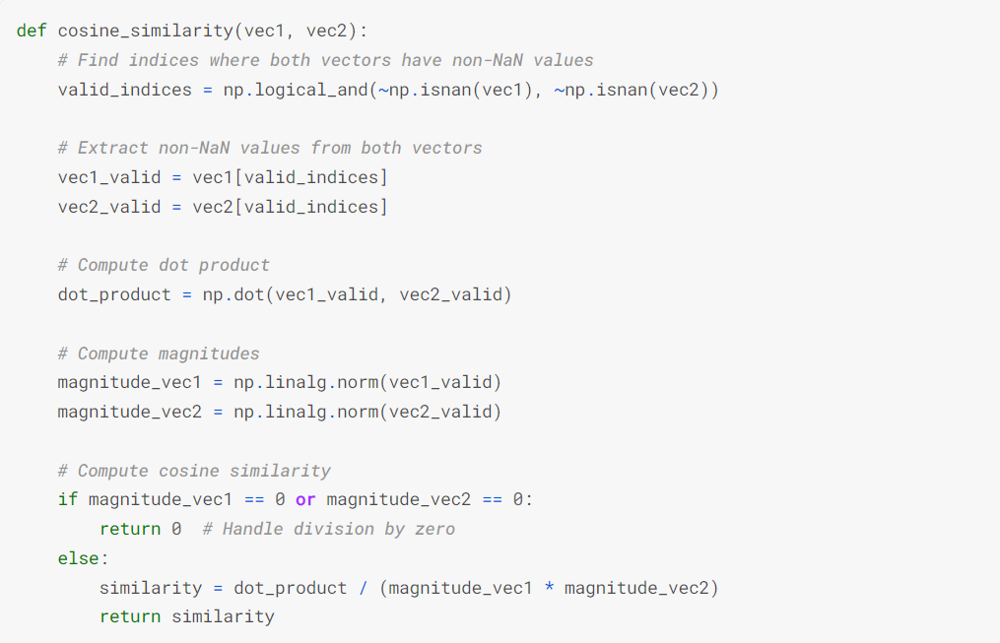 def cosine_similarity(vec1, vec2):
    # Find indices where both vectors have non-NaN values
    valid_indices = np.logical_and(~np.isnan(vec1), ~np.isnan(vec2))

    # Extract non-NaN values from both vectors
    vec1_valid = vec1[valid_indices]
    vec2_valid = vec2[valid_indices]

    # Compute dot product
    dot_product = np.dot(vec1_valid, vec2_valid)

    # Compute magnitudes
    magnitude_vec1 = np.linalg.norm(vec1_valid)
    magnitude_vec2 = np.linalg.norm(vec2_valid)

    # Compute cosine similarity
    if magnitude_vec1 == 0 or magnitude_vec2 == 0:
        return 0  # Handle division by zero
    else:
        similarity = dot_product / (magnitude_vec1 * magnitude_vec2)
        return similarity